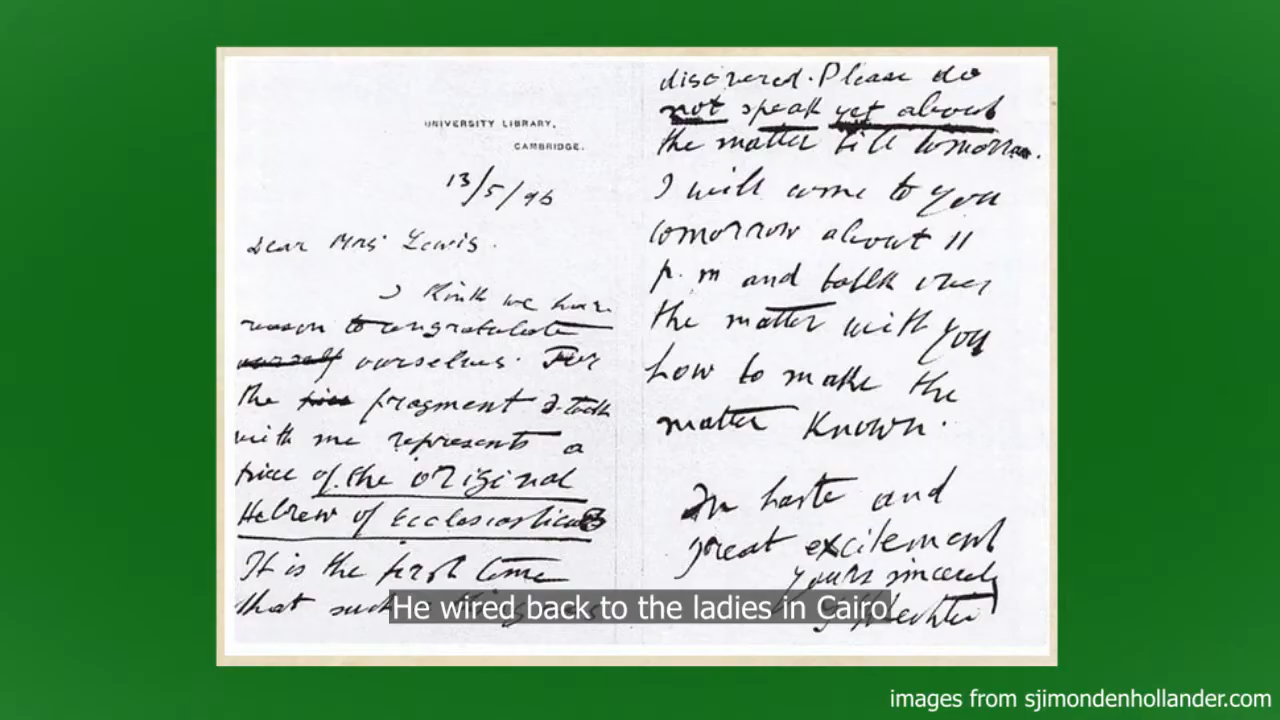 UNIVERSITY LIBRARY,
CAMBRIDGE.
13/5/96
Dear Mrs Lewis.
I think we have
reason to congratulate
ourselves. For
the fragment I took
with me represents a
piece of the original
Hebrew of Ecclesiasticus
It is the first time
that such
discovered. Please do
not speak yet about
the matter till tomorrow.
I will come to you
tomorrow about 11
p.m and talk over
the matter with you
how to make the
matter known.
In haste and
great excitement
yours sincerely
Schechter
He wired back to the ladies in Cairo
images from sjimondenhollander.com